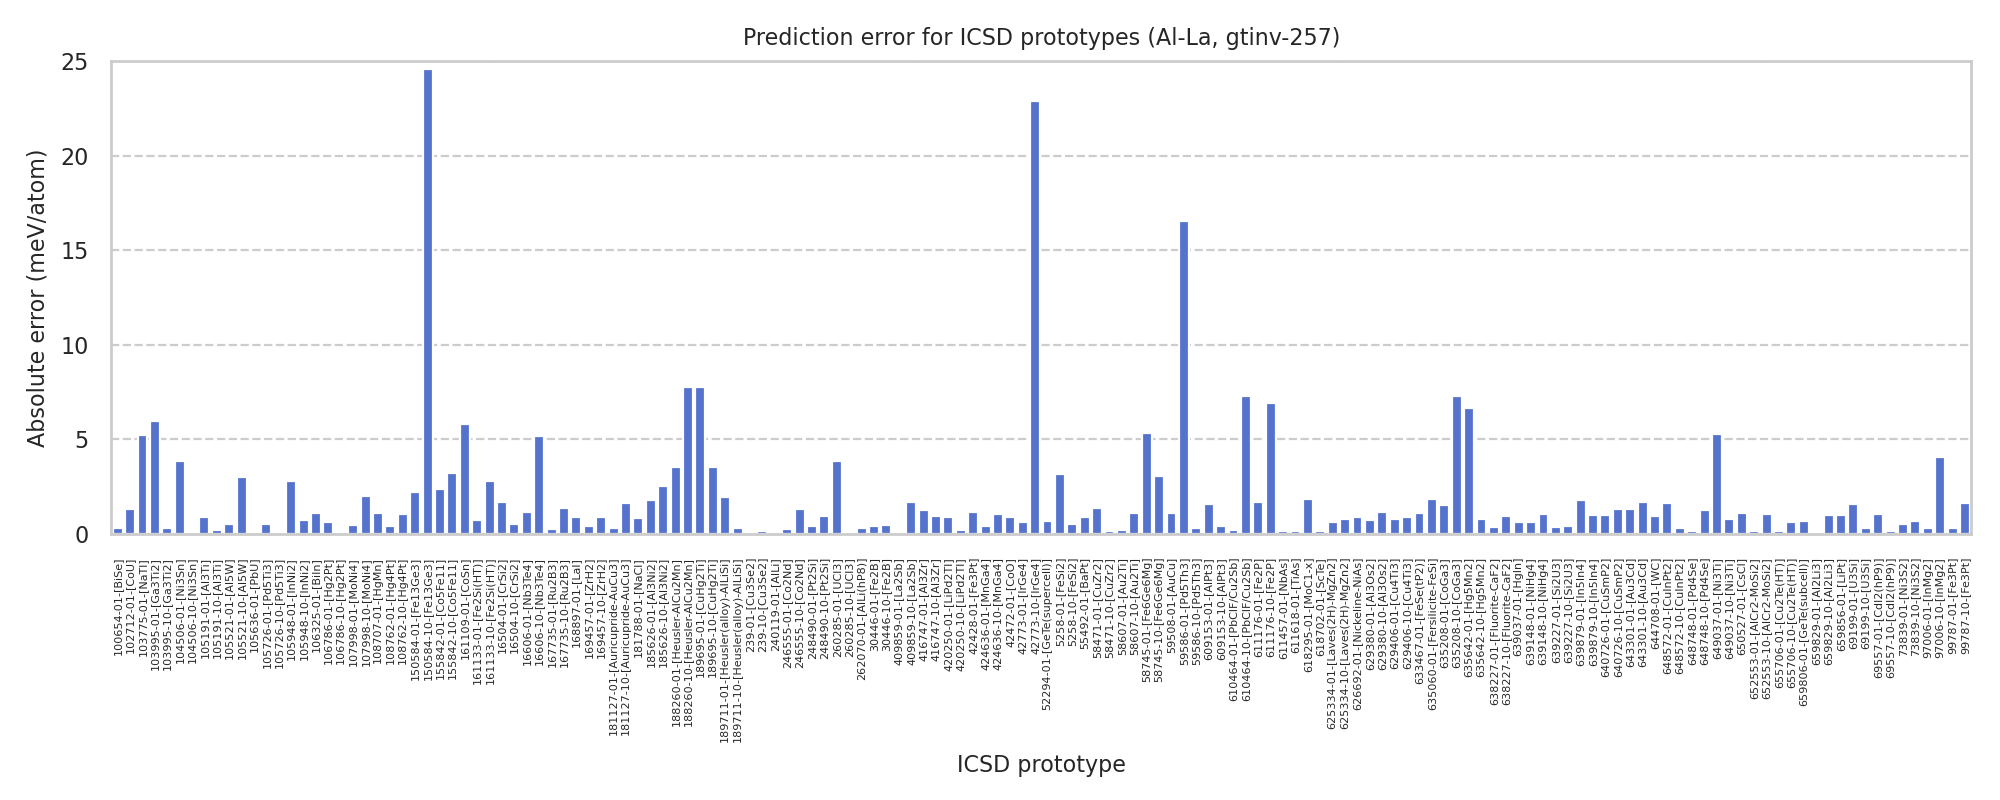 Prediction error for ICSD prototypes (Al-La, gtinv-257)
Absolute error (meV/atom)
25
20
15
10
5
0
100654-01-[BiSe]
102712-01-[CoU]
103775-01-[NaTl]
103995-01-[Ga3Ti2]
103995-10-[Ga3Ti2]
104506-01-[Ni3Sn]
104506-10-[Ni3Sn]
105191-01-[Al3Ti]
105191-10-[Al3Ti]
105521-01-[Al5W]
105521-10-[Al5W]
105636-01-[PbU]
105726-01-[Pd5Ti3]
105726-10-[Pd5Ti3]
105948-01-[InNi2]
105948-10-[InNi2]
106325-01-[BiIn]
106786-01-[Hg2Pt]
106786-10-[Hg2Pt]
107998-01-[MoNi4]
107998-10-[MoNi4]
108707-01-[HgMn]
108762-01-[Hg4Pt]
108762-10-[Hg4Pt]
150584-01-[Fe13Ge3]
150584-10-[Fe13Ge3]
155842-01-[Co5Fe11]
155842-10-[Co5Fe11]
161109-01-[CoSn]
161133-01-[Fe2Si(HT)]
161133-10-[Fe2Si(HT)]
16504-01-[CrSi2]
16504-10-[CrSi2]
16606-01-[Nb3Te4]
16606-10-[Nb3Te4]
167735-01-[Ru2B3]
167735-10-[Ru2B3]
168897-01-[LaI]
169457-01-[ZrH2]
169457-10-[ZrH2]
181127-01-[Auricupride-AuCu3]
181127-10-[Auricupride-AuCu3]
181788-01-[NaCl]
185626-01-[Al3Ni2]
185626-10-[Al3Ni2]
188260-01-[Heusler-AlCu2Mn]
188260-10-[Heusler-AlCu2Mn]
189695-01-[CuHg2Ti]
189695-10-[CuHg2Ti]
189711-01-[Heusler(alloy)-AlLiSi]
189711-10-[Heusler(alloy)-AlLiSi]
239-01-[Cu3Se2]
239-10-[Cu3Se2]
240119-01-[AlLi]
246555-01-[Co2Nd]
246555-10-[Co2Nd]
248490-01-[Pt2Si]
248490-10-[Pt2Si]
260285-01-[UCl3]
260285-10-[UCl3]
262070-01-[AlLi(hP8)]
30446-01-[Fe2B]
30446-10-[Fe2B]
409859-01-[La2Sb]
409859-10-[La2Sb]
416747-01-[Al3Zr]
416747-10-[Al3Zr]
420250-01-[LiPd2Tl]
420250-10-[LiPd2Tl]
42428-01-[Fe3Pt]
424636-01-[MnGa4]
424636-10-[MnGa4]
42472-01-[CoO]
42773-01-[IrGe4]
42773-10-[IrGe4]
52294-01-[GeTe(supercell)]
5258-01-[FeSi2]
5258-10-[FeSi2]
55492-01-[BaPt]
58471-01-[CuZr2]
58471-10-[CuZr2]
58607-01-[Au2Ti]
58607-10-[Au2Ti]
58745-01-[Fe6Ge6Mg]
58745-10-[Fe6Ge6Mg]
59508-01-[AuCu]
59586-01-[Pd5Th3]
59586-10-[Pd5Th3]
609153-01-[AlPt3]
609153-10-[AlPt3]
610464-01-[PbClF/Cu2Sb]
610464-10-[PbClF/Cu2Sb]
611176-01-[Fe2P]
611176-10-[Fe2P]
611457-01-[NbAs]
611618-01-[TiAs]
618295-01-[MoC1-x]
618702-01-[ScTe]
625334-01-[Laves(2H)-MgZn2]
625334-10-[Laves(2H)-MgZn2]
626692-01-[Nickeline-NiAs]
629380-01-[Al3Os2]
629380-10-[Al3Os2]
629406-01-[Cu4Ti3]
629406-10-[Cu4Ti3]
633467-01-[FeSe(tP2)]
635060-01-[Fersilicite-FeSi]
635208-01-[CoGa3]
635208-10-[CoGa3]
635642-01-[Hg5Mn2]
635642-10-[Hg5Mn2]
638227-01-[Fluorite-CaF2]
638227-10-[Fluorite-CaF2]
639037-01-[HgIn]
639148-01-[NiHg4]
639148-10-[NiHg4]
639227-01-[Si2U3]
639227-10-[Si2U3]
639879-01-[In5In4]
639879-10-[In5In4]
640726-01-[CuSmP2]
640726-10-[CuSmP2]
643301-01-[Au3Cd]
643301-10-[Au3Cd]
644708-01-[WC]
648572-01-[CuInPt2]
648572-10-[CuInPt2]
648748-01-[Pd4Se]
648748-10-[Pd4Se]
649037-01-[Ni3Ti]
649037-10-[Ni3Ti]
650527-01-[CsCl]
652553-01-[AlCr2-MoSi2]
652553-10-[AlCr2-MoSi2]
655706-01-[Cu2Te(HT)]
655706-10-[Cu2Te(HT)]
659806-01-[GeTe(subcell)]
659829-01-[Al2Li3]
659829-10-[Al2Li3]
659856-01-[LiPt]
69199-01-[U3Si]
69199-10-[U3Si]
69557-01-[CdI2(hP9)]
69557-10-[CdI2(hP9)]
73839-01-[Ni3S2]
73839-10-[Ni3S2]
97006-01-[InMg2]
97006-10-[InMg2]
99787-01-[Fe3Pt]
99787-10-[Fe3Pt]
ICSD prototype